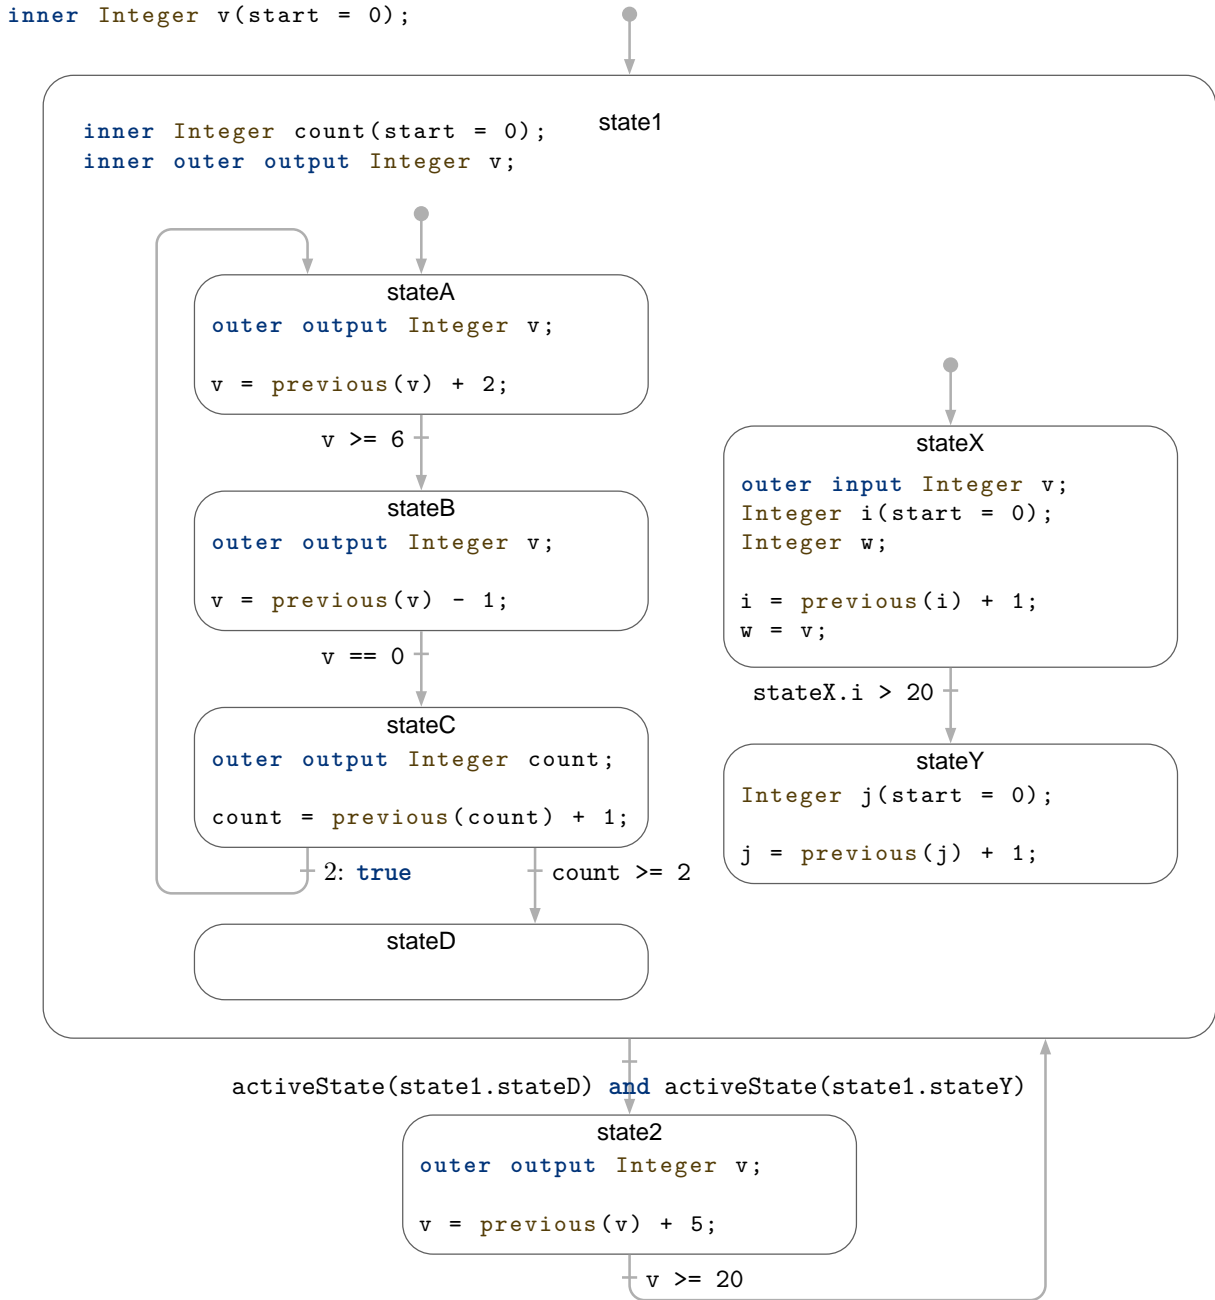 inner Integer v(start = 0);
state1
inner Integer count(start = 0);
inner outer output Integer v;
stateA
outer output Integer v;
v = previous(v) + 2;
v >= 6
stateB
outer output Integer v;
v = previous(v) - 1;
v == 0
stateC
outer output Integer count;
count = previous(count) + 1;
2: true
count >= 2
stateD
stateX
outer input Integer v;
Integer i(start = 0);
Integer w;
i = previous(i) + 1;
w = v;
stateX.i > 20
stateY
Integer j(start = 0);
j = previous(j) + 1;
activeState(state1.stateD) and activeState(state1.stateY)
state2
outer output Integer v;
v = previous(v) + 5;
v >= 20